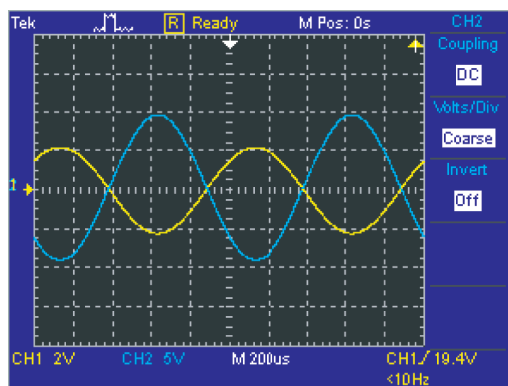 Tek R Ready M Pos: 0s CH2
Coupling
DC
Volts/Div
Coarse
Invert
Off
1
CH1 2V CH2 5V M 200us CH1 / 19.4V
<10Hz